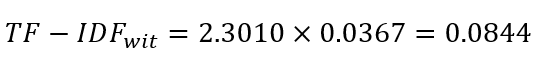 TF − IDF_wit = 2.3010 × 0.0367 = 0.0844